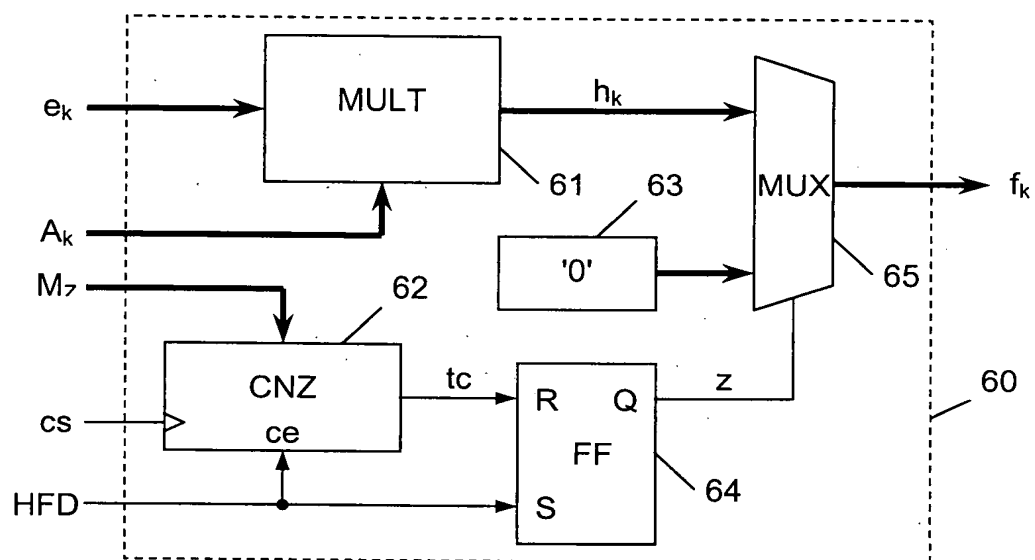 MULT
e_k
h_k
61
63
MUX
f_k
A_k
M_Z
62
'0'
65
CNZ
tc
R
Q
z
60
cs
ce
FF
64
HFD
S